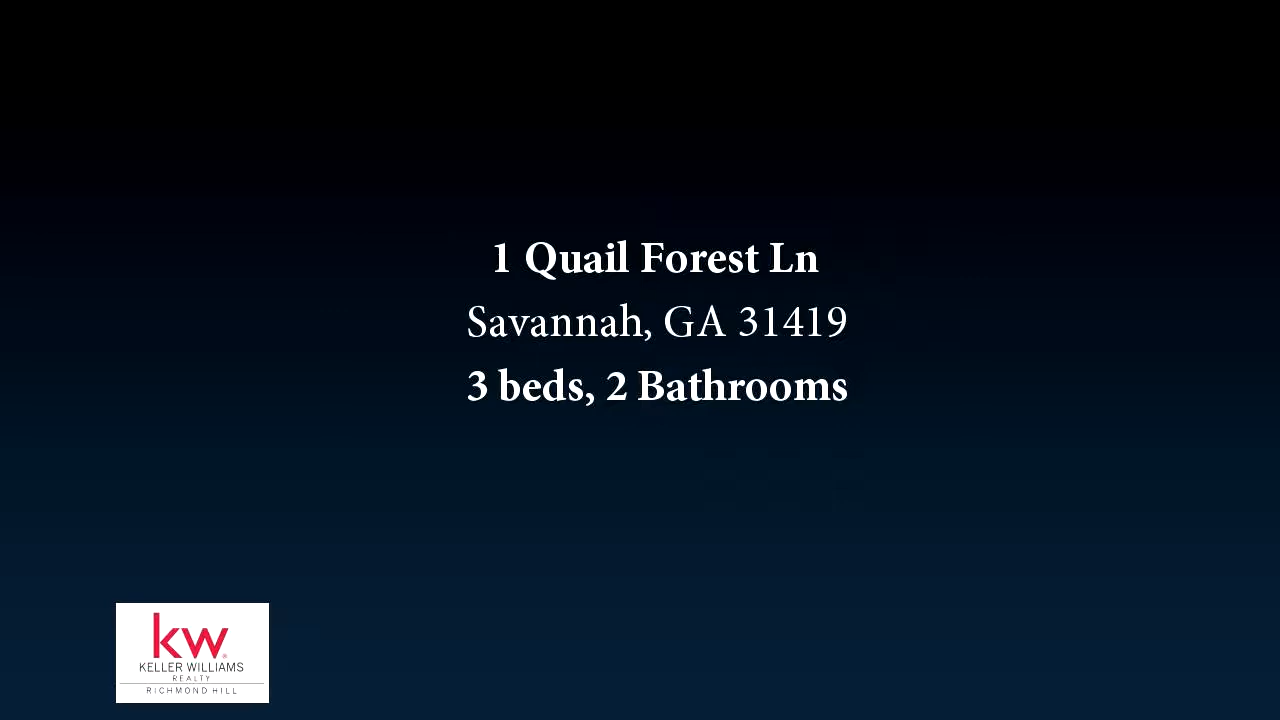 1 Quail Forest Ln
Savannah, GA 31419
3 beds, 2 Bathrooms
kw®
KELLER WILLIAMS
REALTY
RICHMOND HILL